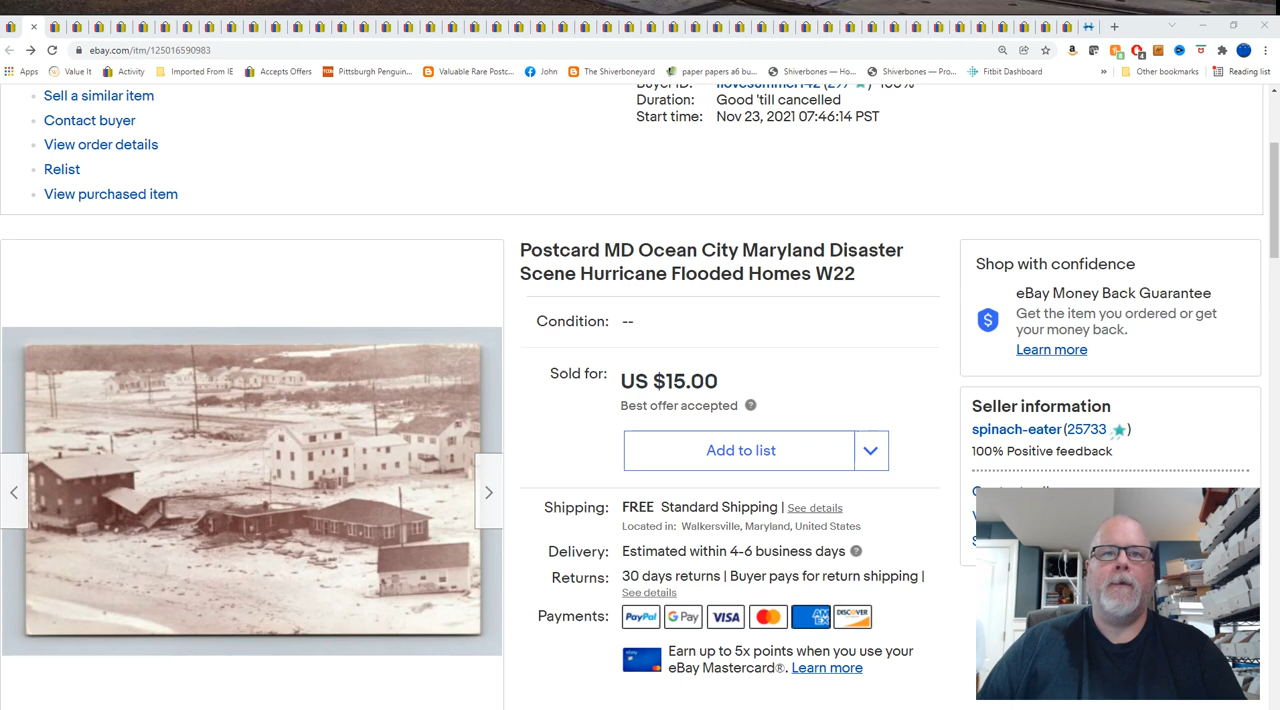 ebay.com/itm/125016590983
Apps
Value It
Activity
Imported From IE
Accepts Offers
Pittsburgh Penguin...
Valuable Rare Postc...
John
The Shiverboneyard
paper papers a6 bu...
Shiverbones — Ho...
Shiverbones — Pro...
Fitbit Dashboard
»
Other bookmarks
Reading list
Sell a similar item
Contact buyer
View order details
Relist
View purchased item
Duration: Good 'till cancelled
Start time: Nov 23, 2021 07:46:14 PST
Postcard MD Ocean City Maryland Disaster
Scene Hurricane Flooded Homes W22
Condition: --
Sold for: US $15.00
Best offer accepted
Add to list
Shipping: FREE Standard Shipping | See details
Located in: Walkersville, Maryland, United States
Delivery: Estimated within 4-6 business days
Returns: 30 days returns | Buyer pays for return shipping |
See details
Payments: PayPal G Pay VISA AM EX DISCOVER
Earn up to 5x points when you use your
eBay Mastercard®. Learn more
Shop with confidence
eBay Money Back Guarantee
Get the item you ordered or get
your money back.
Learn more
Seller information
spinach-eater (25733 )
100% Positive feedback